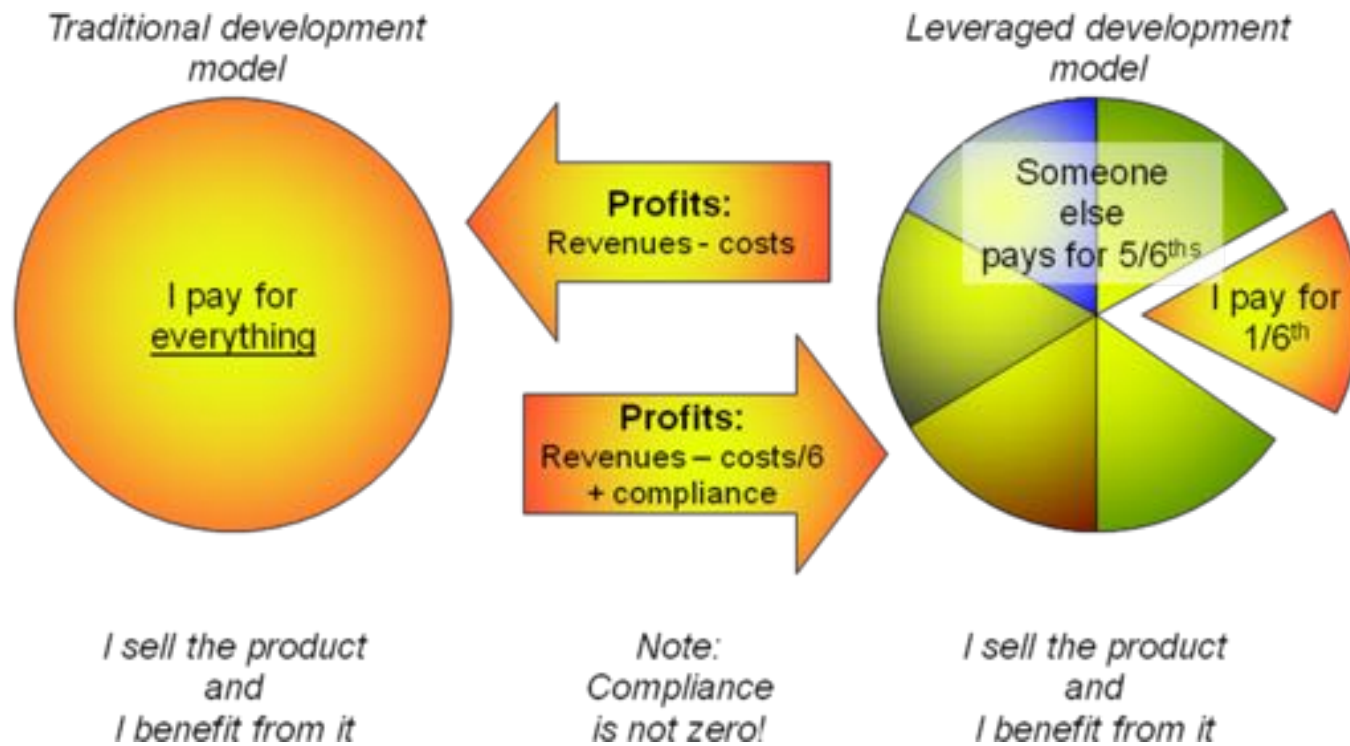 Traditional development
model
Leveraged development
model
I pay for
everything
Profits:
Revenues - costs
Profits:
Revenues – costs/6
+ compliance
Someone
else
pays for 5/6ths
I pay for
1/6th
I sell the product
and
I benefit from it
Note:
Compliance
is not zero!
I sell the product
and
I benefit from it